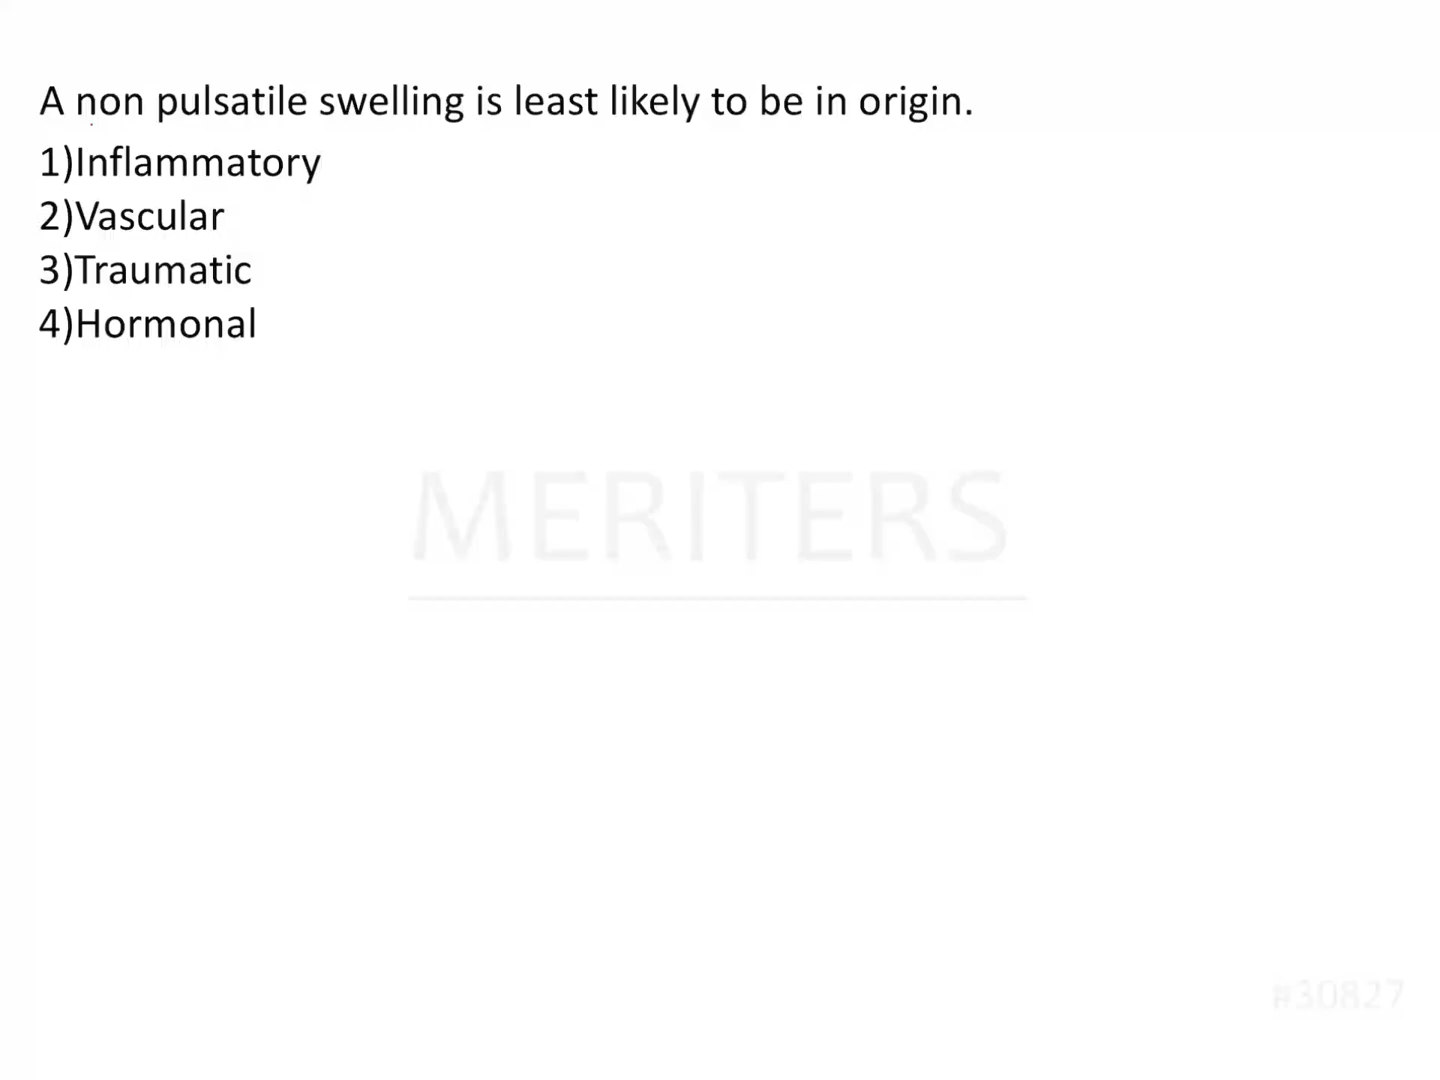 A non pulsatile swelling is least likely to be in origin.
1)Inflammatory
2)Vascular
3)Traumatic
4)Hormonal
MERITERS
#30827